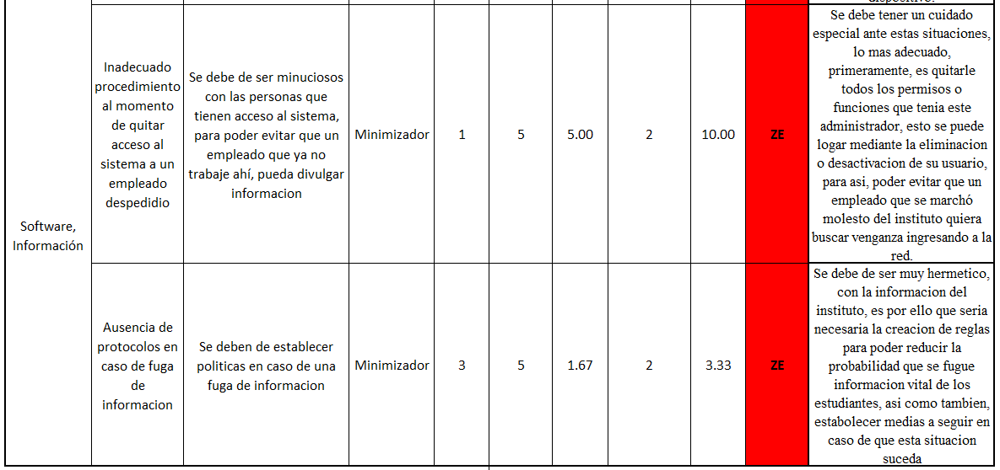 dispositivo.
Software,
Información
Inadecuado
procedimiento
al momento
de quitar
acceso al
sistema a un
empleado
despedidio
Se debe de ser minuciosos
con las personas que
tienen acceso al sistema,
para poder evitar que un
empleado que ya no
trabaje ahí, pueda divulgar
informacion
Minimizador
1
5
5.00
2
10.00
ZE
Se debe tener un cuidado
especial ante estas situaciones,
lo mas adecuado,
primeramente, es quitarle
todos los permisos o
funciones que tenia este
administrador, esto se puede
logar mediante la eliminacion
o desactivacion de su usuario,
para asi, poder evitar que un
empleado que se marchó
molesto del instituto quiera
buscar venganza ingresando a la
red.
Ausencia de
protocolos en
caso de fuga
de
informacion
Se deben de establecer
politicas en caso de una
fuga de informacion
Minimizador
3
5
1.67
2
3.33
ZE
Se debe de ser muy hermetico,
con la informacion del
instituto, es por ello que seria
necesaria la creacion de reglas
para poder reducir la
probabilidad que se fugue
informacion vital de los
estudiantes, asi como tambien,
estabolecer medias a seguir en
caso de que esta situacion
suceda